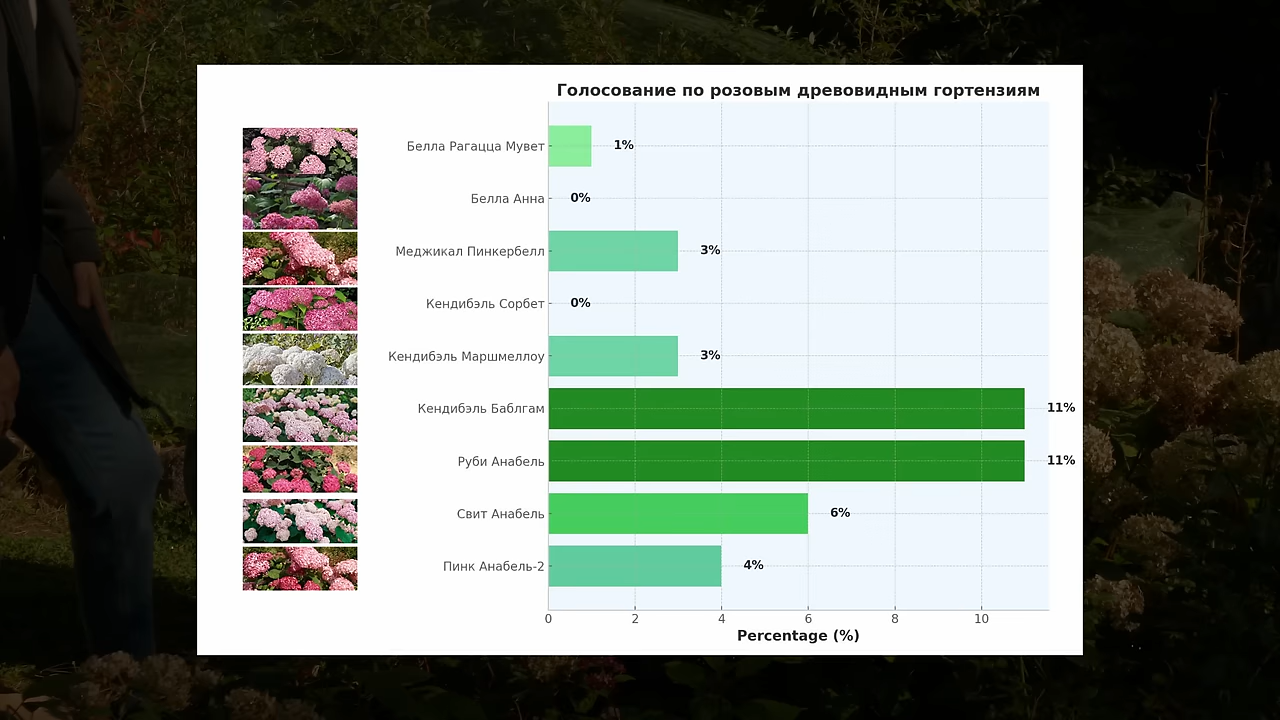 Голосование по розовым древовидным гортензиям
Белла Рагацца Мувет 1%
Белла Анна 0%
Меджикал Пинкербелл 3%
Кендибэль Сорбет 0%
Кендибэль Маршмеллоу 3%
Кендибэль Баблгам 11%
Руби Анабель 11%
Свит Анабель 6%
Пинк Анабель-2 4%
0 2 4 6 8 10
Percentage (%)